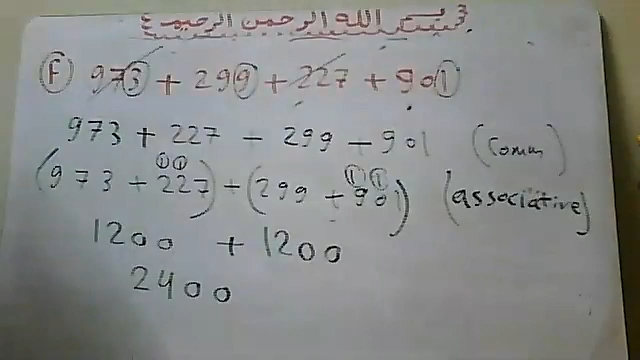 بسم الله الرحمن الرحيم
F 973 + 299 + 227 + 901
973 + 227 + 299 + 901 (Comm)
(973 + 227) + (299 + 901) (associative)
1200 + 1200
2400